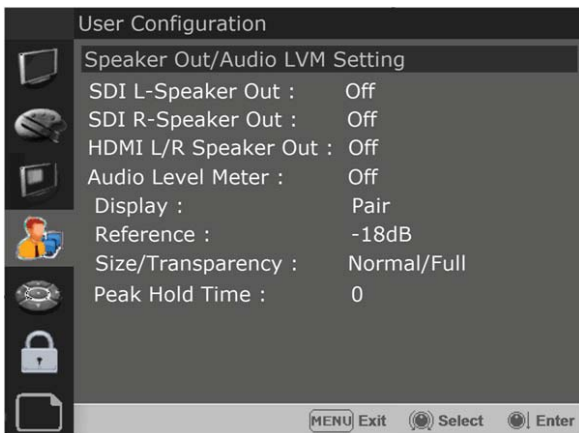 User Configuration
Speaker Out/Audio LVM Setting
SDI L-Speaker Out : Off
SDI R-Speaker Out : Off
HDMI L/R Speaker Out : Off
Audio Level Meter : Off
Display : Pair
Reference : -18dB
Size/Transparency : Normal/Full
Peak Hold Time : 0
MENU Exit Select Enter